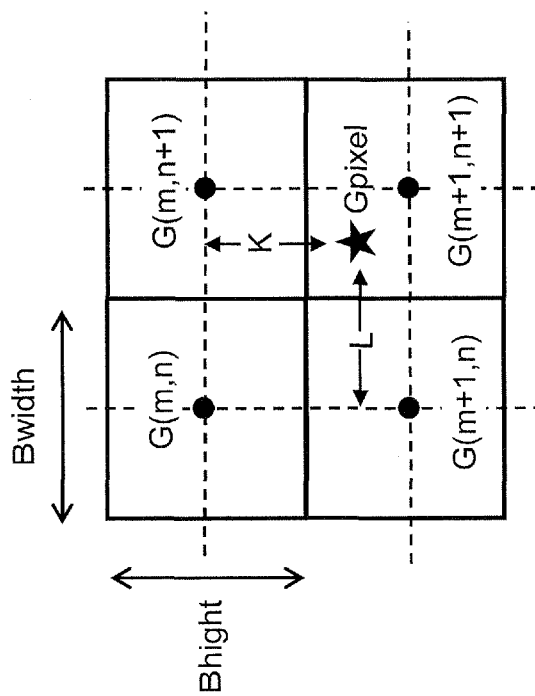 Bwidth
Bhight
G(m,n)
G(m,n+1)
K
Gpixel
L
G(m+1,n)
G(m+1,n+1)